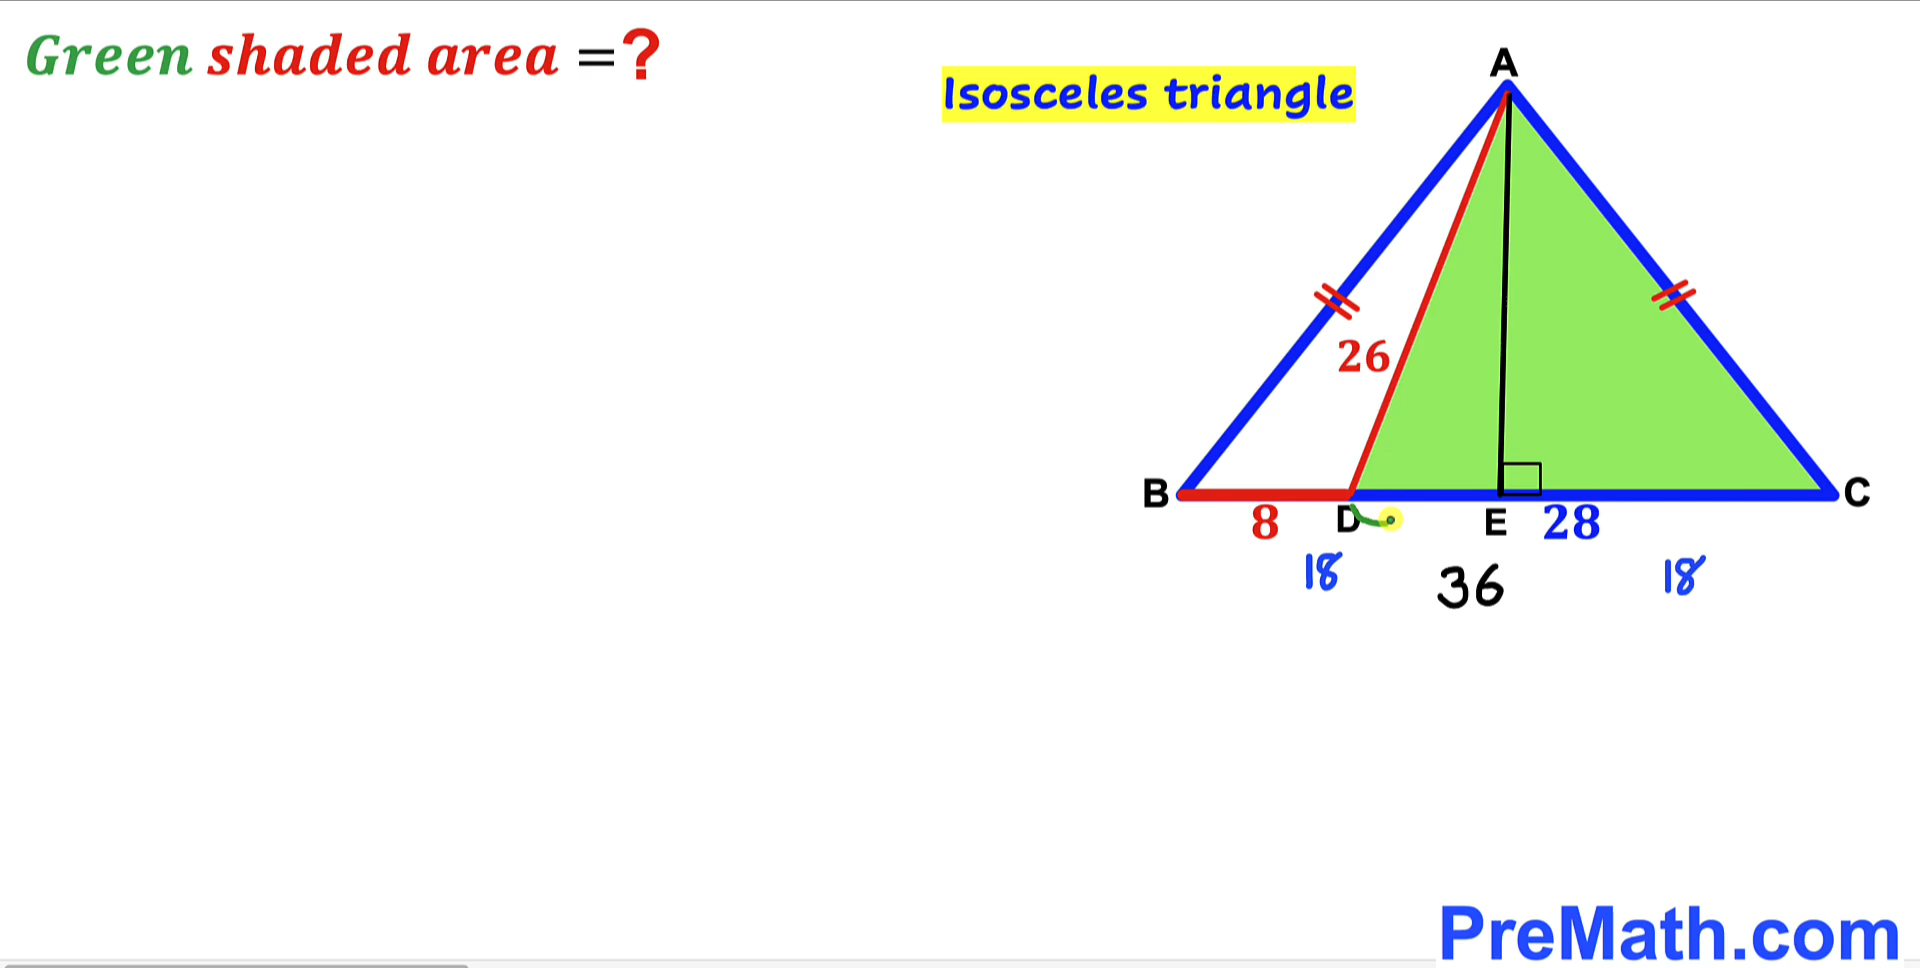 Green shaded area =?
Isosceles triangle
A
26
B
C
8
D
E
28
18
36
18
PreMath.com